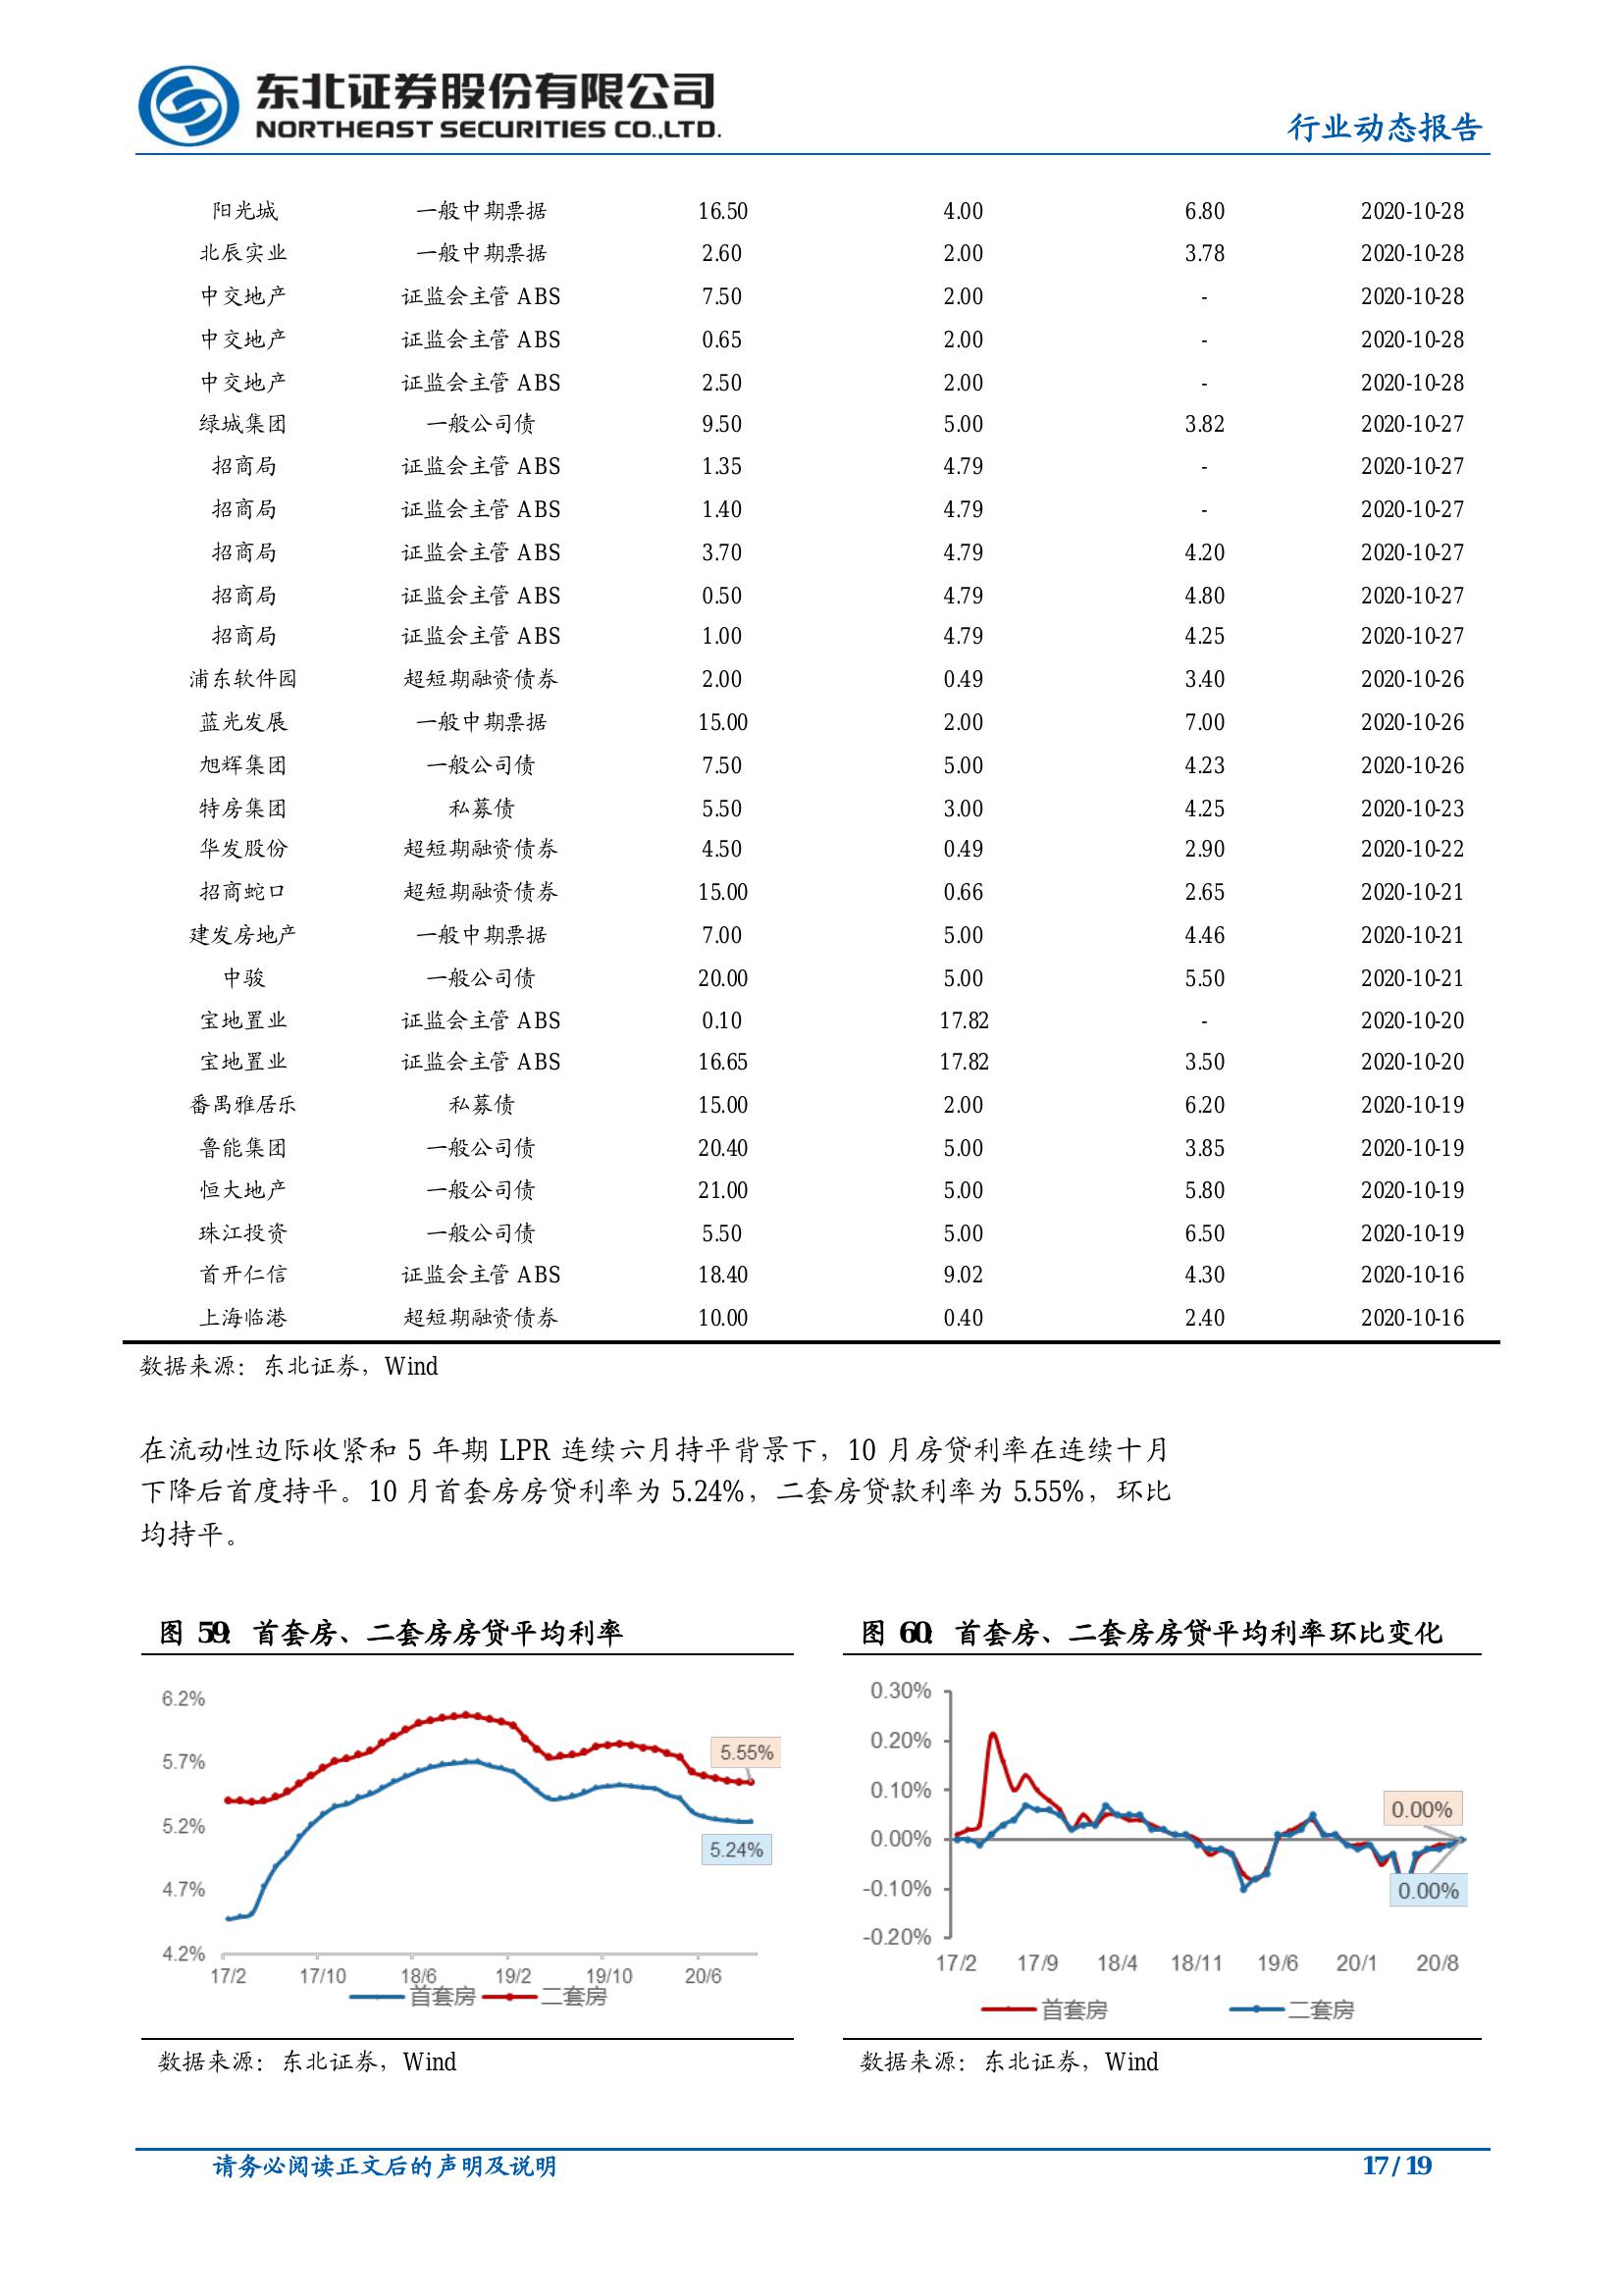 东北证券股份有限公司
NORTHEAST SECURITIES CO.,LTD.
行业动态报告
阳光城 一般中期票据 16.50 4.00 6.80 2020-10-28
北辰实业 一般中期票据 2.60 2.00 3.78 2020-10-28
中交地产 证监会主管 ABS 7.50 2.00 - 2020-10-28
中交地产 证监会主管 ABS 0.65 2.00 - 2020-10-28
中交地产 证监会主管 ABS 2.50 2.00 - 2020-10-28
绿城集团 一般公司债 9.50 5.00 3.82 2020-10-27
招商局 证监会主管 ABS 1.35 4.79 - 2020-10-27
招商局 证监会主管 ABS 1.40 4.79 - 2020-10-27
招商局 证监会主管 ABS 3.70 4.79 4.20 2020-10-27
招商局 证监会主管 ABS 0.50 4.79 4.80 2020-10-27
招商局 证监会主管 ABS 1.00 4.79 4.25 2020-10-27
浦东软件园 超短期融资债券 2.00 0.49 3.40 2020-10-26
蓝光发展 一般中期票据 15.00 2.00 7.00 2020-10-26
旭辉集团 一般公司债 7.50 5.00 4.23 2020-10-26
特房集团 私募债 5.50 3.00 4.25 2020-10-23
华发股份 超短期融资债券 4.50 0.49 2.90 2020-10-22
招商蛇口 超短期融资债券 15.00 0.66 2.65 2020-10-21
建发房地产 一般中期票据 7.00 5.00 4.46 2020-10-21
中骏 一般公司债 20.00 5.00 5.50 2020-10-21
宝地置业 证监会主管 ABS 0.10 17.82 - 2020-10-20
宝地置业 证监会主管 ABS 16.65 17.82 3.50 2020-10-20
番禺雅居乐 私募债 15.00 2.00 6.20 2020-10-19
鲁能集团 一般公司债 20.40 5.00 3.85 2020-10-19
恒大地产 一般公司债 21.00 5.00 5.80 2020-10-19
珠江投资 一般公司债 5.50 5.00 6.50 2020-10-19
首开仁信 证监会主管 ABS 18.40 9.02 4.30 2020-10-16
上海临港 超短期融资债券 10.00 0.40 2.40 2020-10-16
数据来源：东北证券，Wind
在流动性边际收紧和 5 年期 LPR 连续六月持平背景下，10 月房贷利率在连续十月
下降后首度持平。10 月首套房房贷利率为 5.24%，二套房贷款利率为 5.55%，环比
均持平。
图 59：首套房、二套房房贷平均利率
6.2%
5.7%
5.2%
4.7%
4.2%
5.55%
5.24%
17/2 17/10 18/6 19/2 19/10 20/6
首套房 二套房
数据来源：东北证券，Wind
图 60：首套房、二套房房贷平均利率环比变化
0.30%
0.20%
0.10%
0.00%
-0.10%
-0.20%
0.00%
0.00%
17/2 17/9 18/4 18/11 19/6 20/1 20/8
首套房 二套房
数据来源：东北证券，Wind
请务必阅读正文后的声明及说明
17 / 19